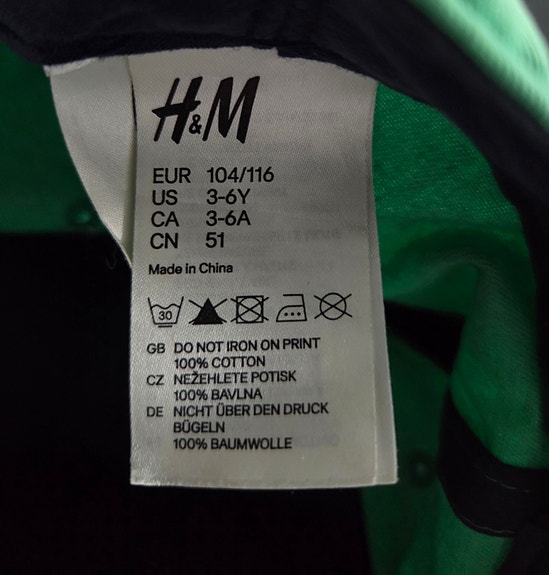 H&M
EUR 104/116
US 3-6Y
CA 3-6A
CN 51
Made in China
30
GB DO NOT IRON ON PRINT
100% COTTON
CZ NEŽEHLETE POTISK
100% BAVLNA
DE NICHT ÜBER DEN DRUCK
BÜGELN
100% BAUMWOLLE